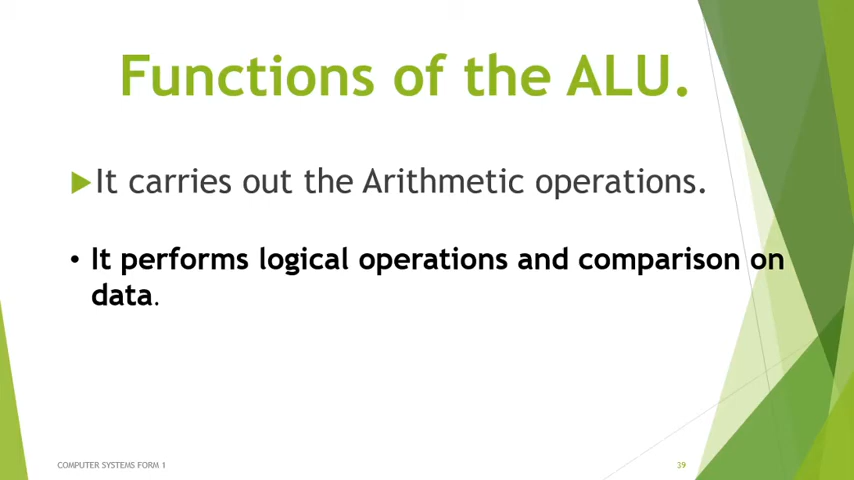 Functions of the ALU.
It carries out the Arithmetic operations.
• It performs logical operations and comparison on
data.
COMPUTER SYSTEMS FORM 1
39